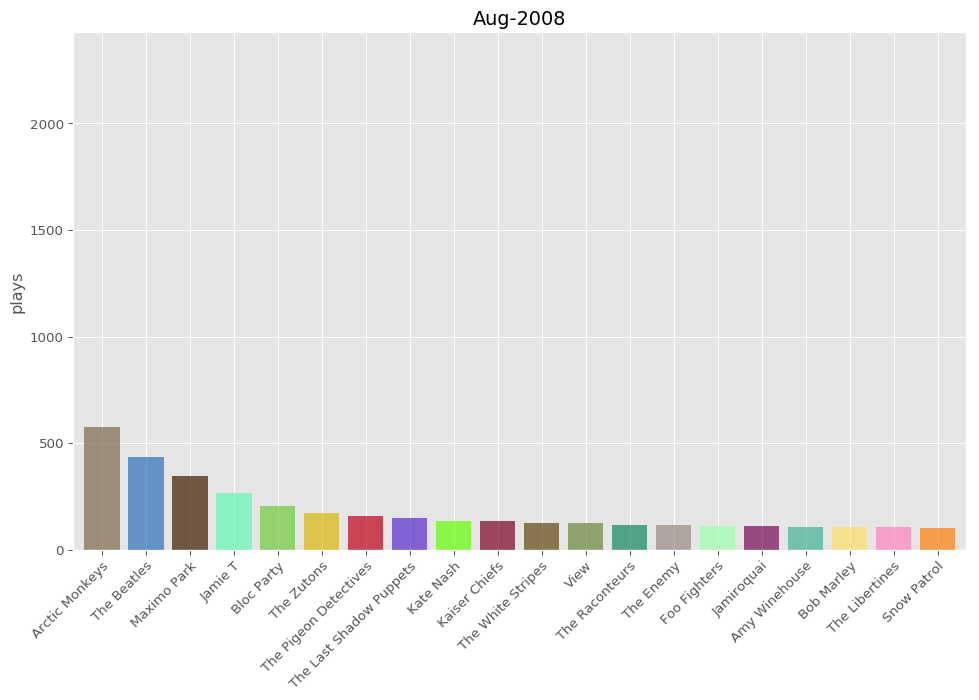 Aug-2008
plays
2000
1500
1000
500
0
Arctic Monkeys
The Beatles
Maximo Park
Jamie T
Bloc Party
The Zutons
The Pigeon Detectives
The Last Shadow Puppets
Kate Nash
Kaiser Chiefs
The White Stripes
View
The Raconteurs
The Enemy
Foo Fighters
Jamiroquai
Amy Winehouse
Bob Marley
The Libertines
Snow Patrol